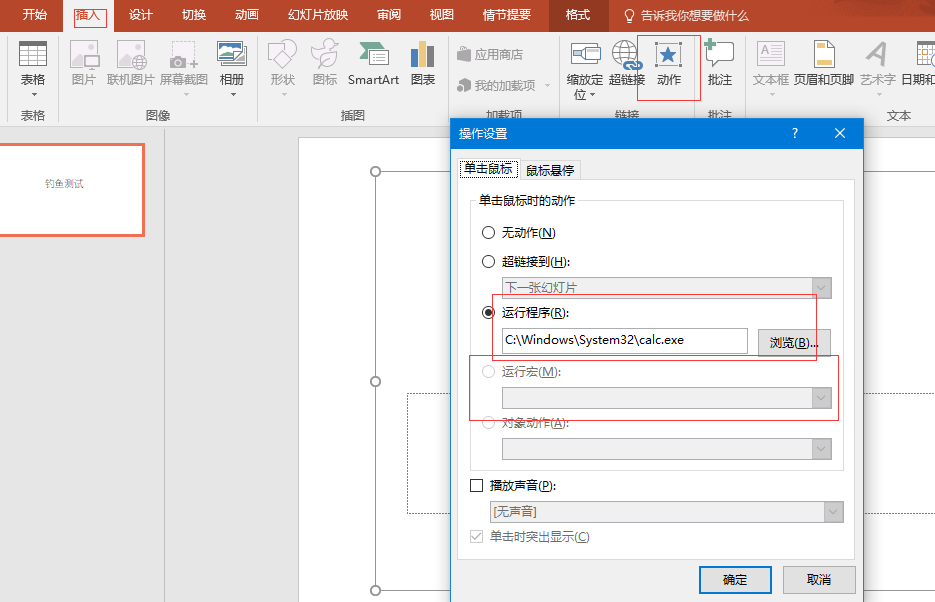 开始 插入 设计 切换 动画 幻灯片放映 审阅 视图 情节提要 格式 告诉我你想要做什么
表格 图片 联机图片 屏幕截图 相册 形状 图标 SmartArt 图表 应用商店 我的加载项 缩放定位 超链接 动作 批注 文本框 页眉和页脚 艺术字 日期和
表格 图像 插图 加载项 链接 批注 文本
钓鱼测试
操作设置 ?
单击鼠标 鼠标悬停
单击鼠标时的动作
无动作(N)
超链接到(H):
下一张幻灯片
运行程序(R):
C:\Windows\System32\calc.exe 浏览(B)...
运行宏(M):
对象动作(A):
播放声音(P):
[无声音]
单击时突出显示(C)
确定 取消